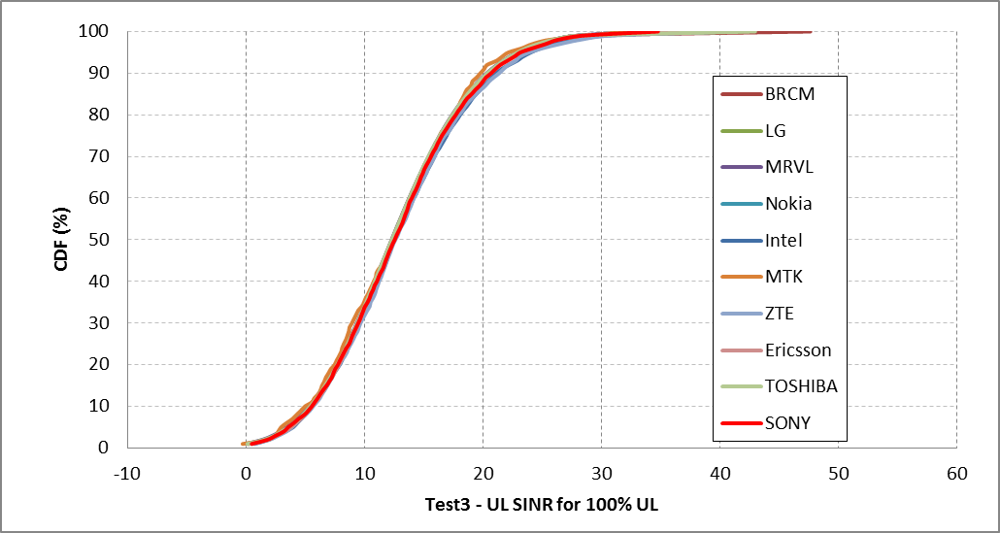 100
90
80
70
60
50
40
30
20
10
0
CDF (%)
-10 0 10 20 30 40 50 60
Test3 - UL SINR for 100% UL
BRCM
LG
MRVL
Nokia
Intel
MTK
ZTE
Ericsson
TOSHIBA
SONY